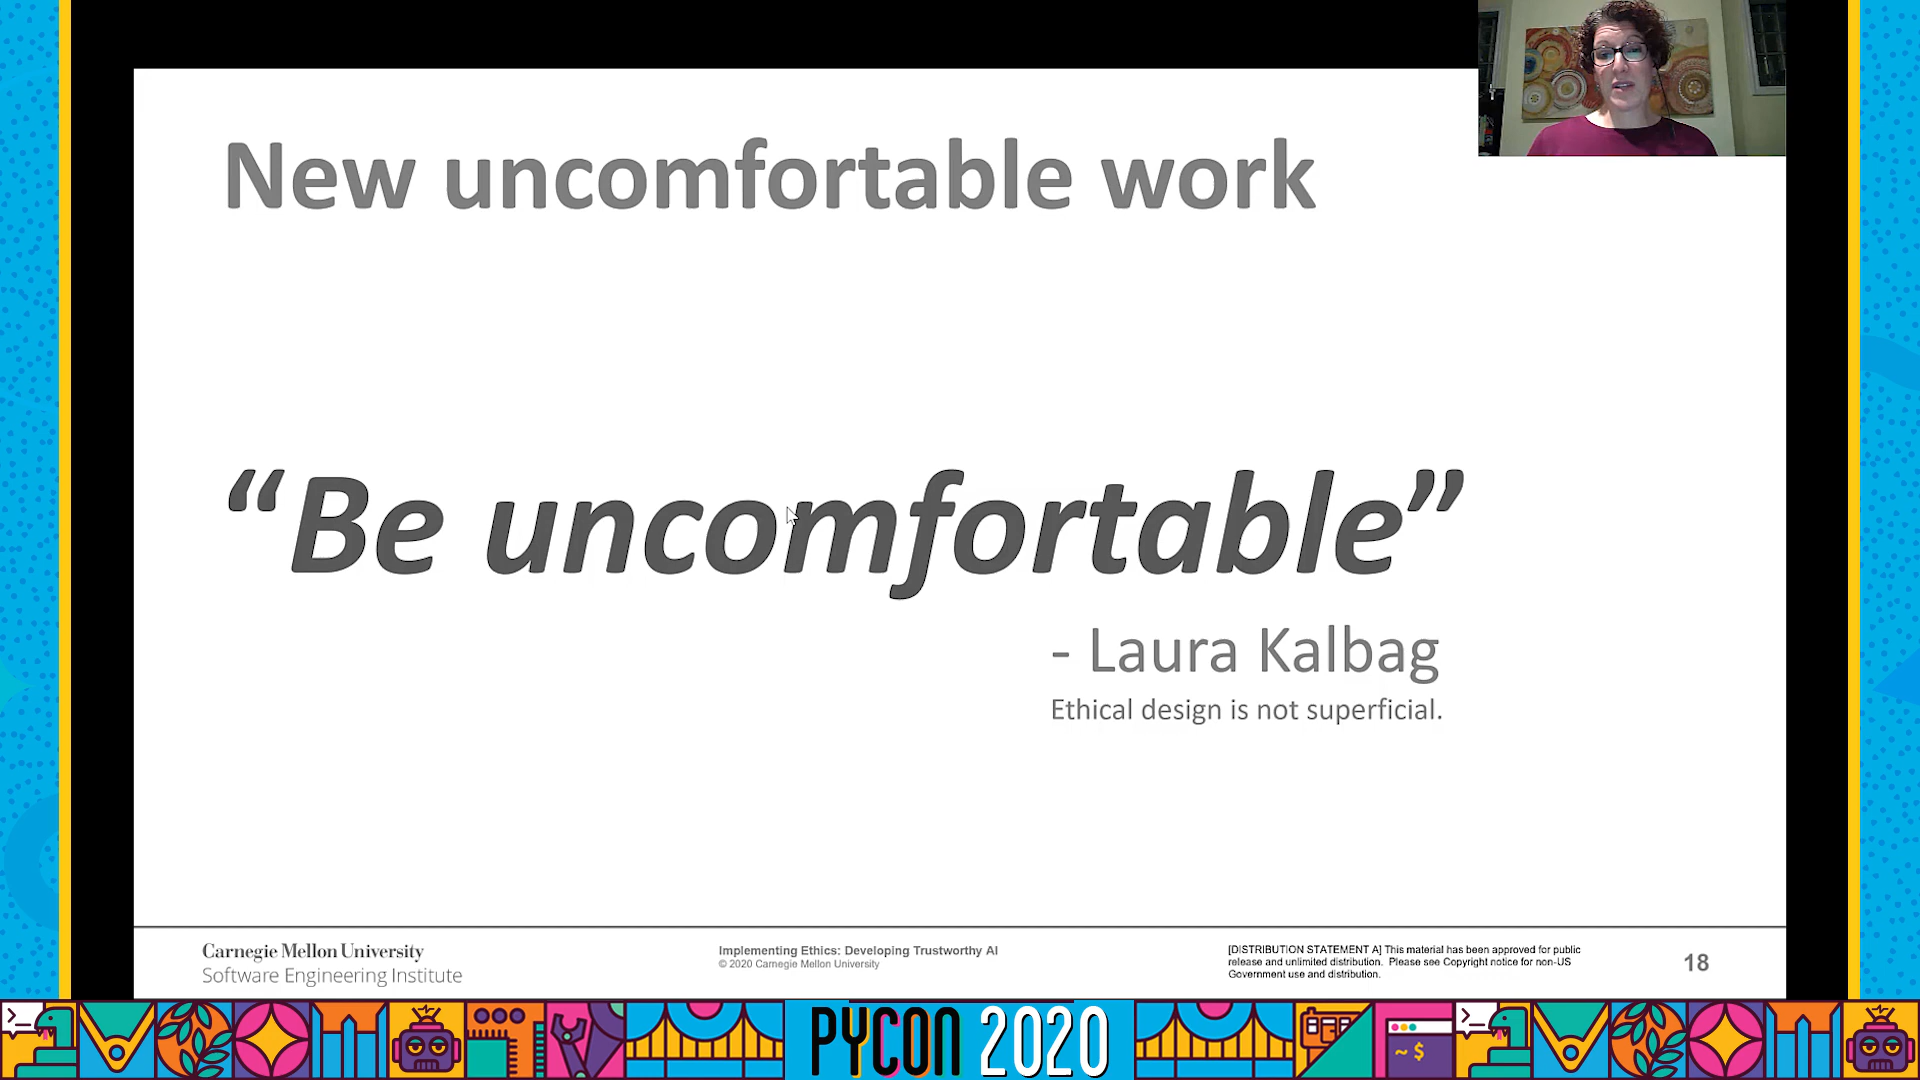 New uncomfortable work
“Be uncomfortable”
- Laura Kalbag
Ethical design is not superficial.
Carnegie Mellon University
Software Engineering Institute
Implementing Ethics: Developing Trustworthy AI
© 2020 Carnegie Mellon University
[DISTRIBUTION STATEMENT A] This material has been approved for public
release and unlimited distribution. Please see Copyright notice for non-US
Government use and distribution.
18
PYCON 2020
~ $